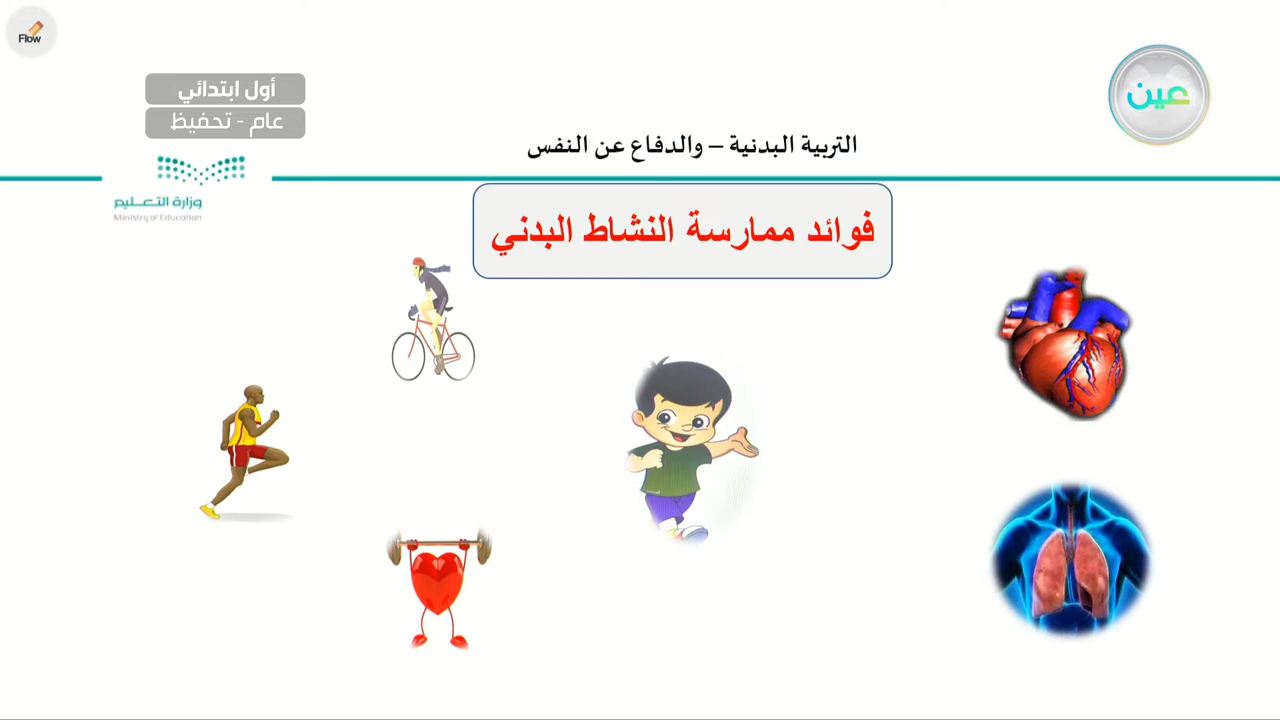 Flow
أول ابتدائي
عام - تحفيظ
عين
التربية البدنية – والدفاع عن النفس
وزارة التعـــليم
Ministry of Education
فوائد ممارسة النشاط البدني